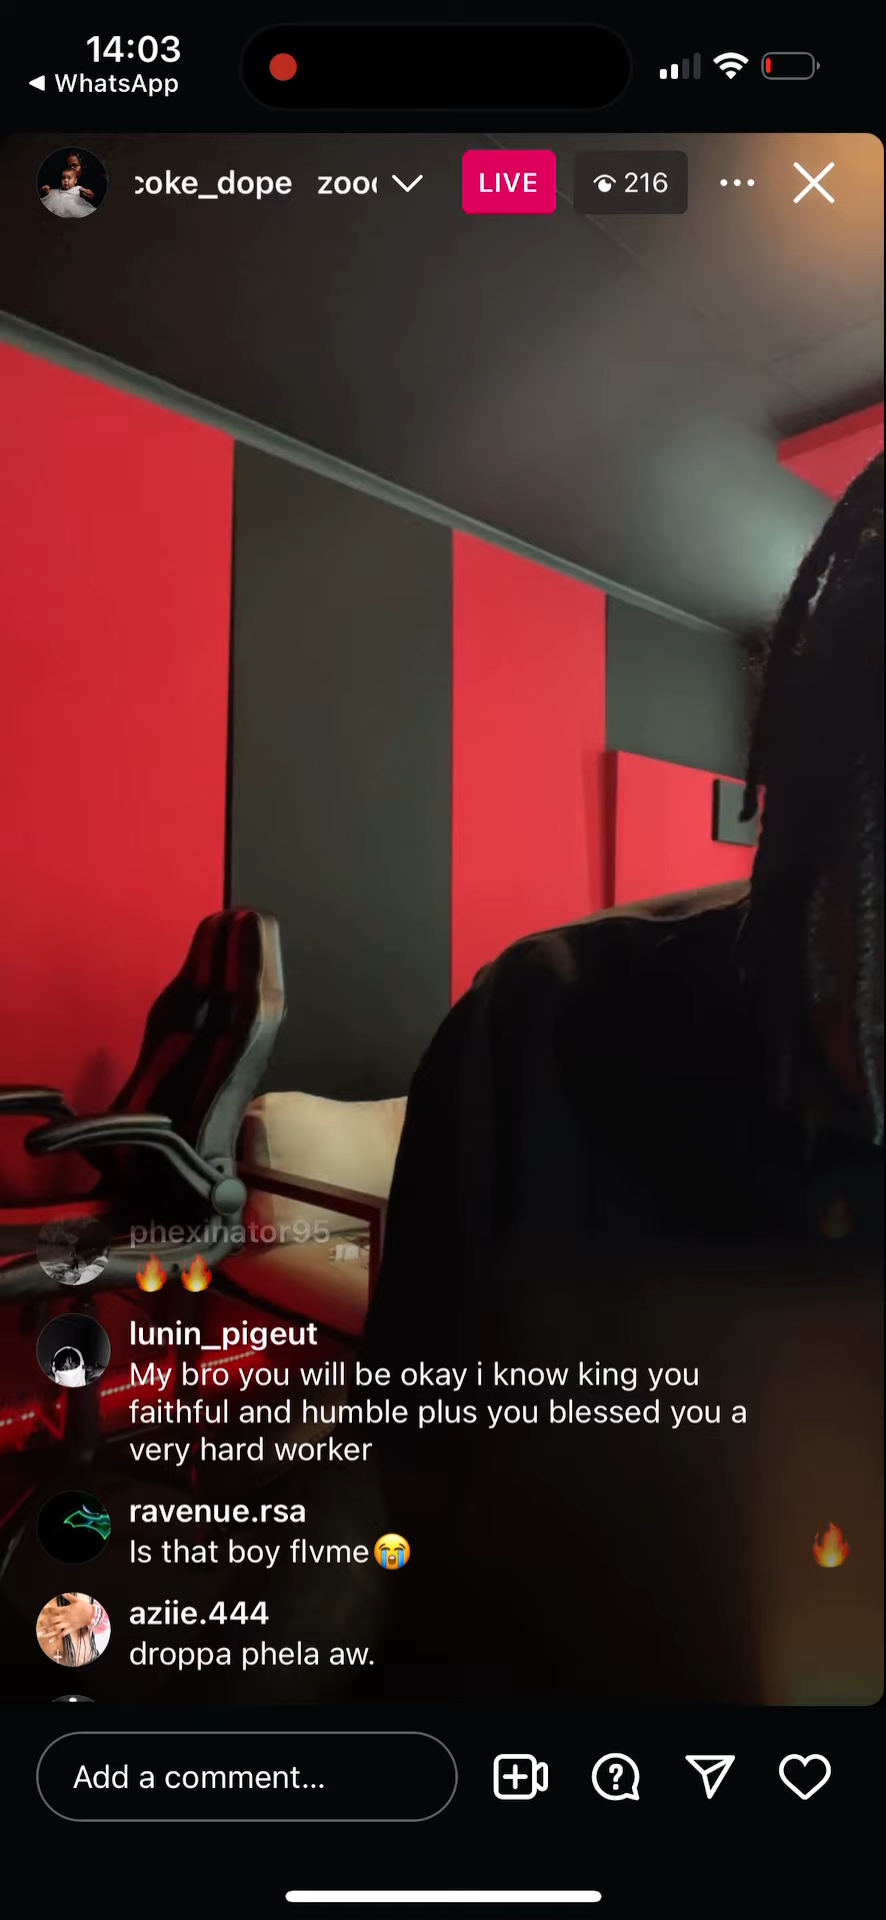 14:03
WhatsApp
coke_dope zoo
LIVE
216
phexinator95
🔥🔥
lunin_pigeut
My bro you will be okay i know king you
faithful and humble plus you blessed you a
very hard worker
ravenue.rsa
Is that boy flvme😭
aziie.444
droppa phela aw.
Add a comment...